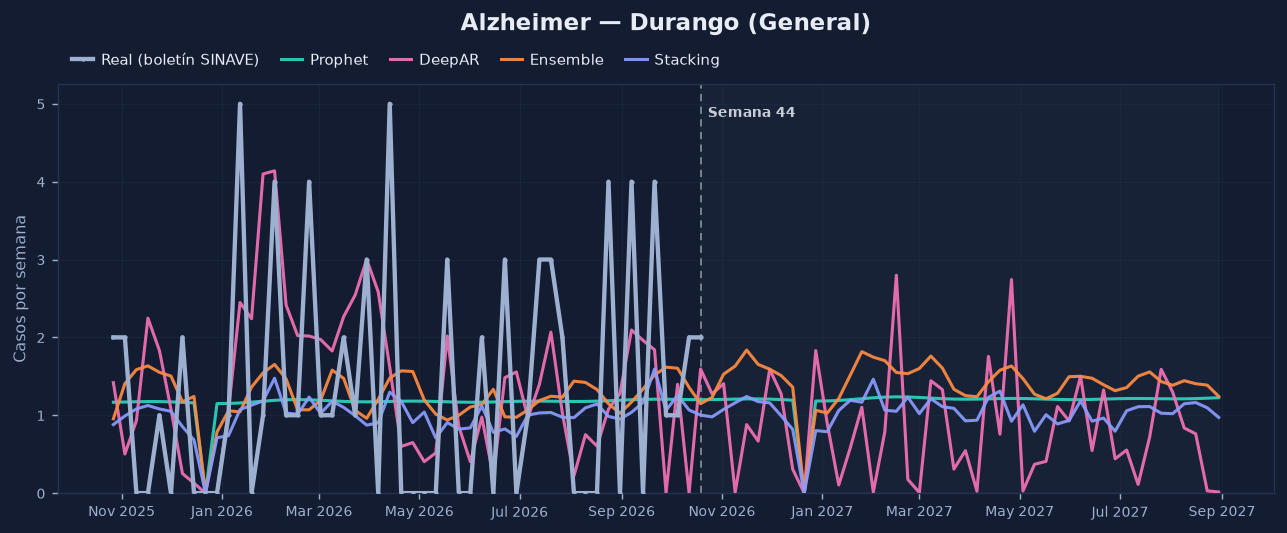 Alzheimer — Durango (General)
Real (boletín SINAVE) Prophet DeepAR Ensemble Stacking
Semana 44
Casos por semana
5
4
3
2
1
0
Nov 2025 Jan 2026 Mar 2026 May 2026 Jul 2026 Sep 2026 Nov 2026 Jan 2027 Mar 2027 May 2027 Jul 2027 Sep 2027